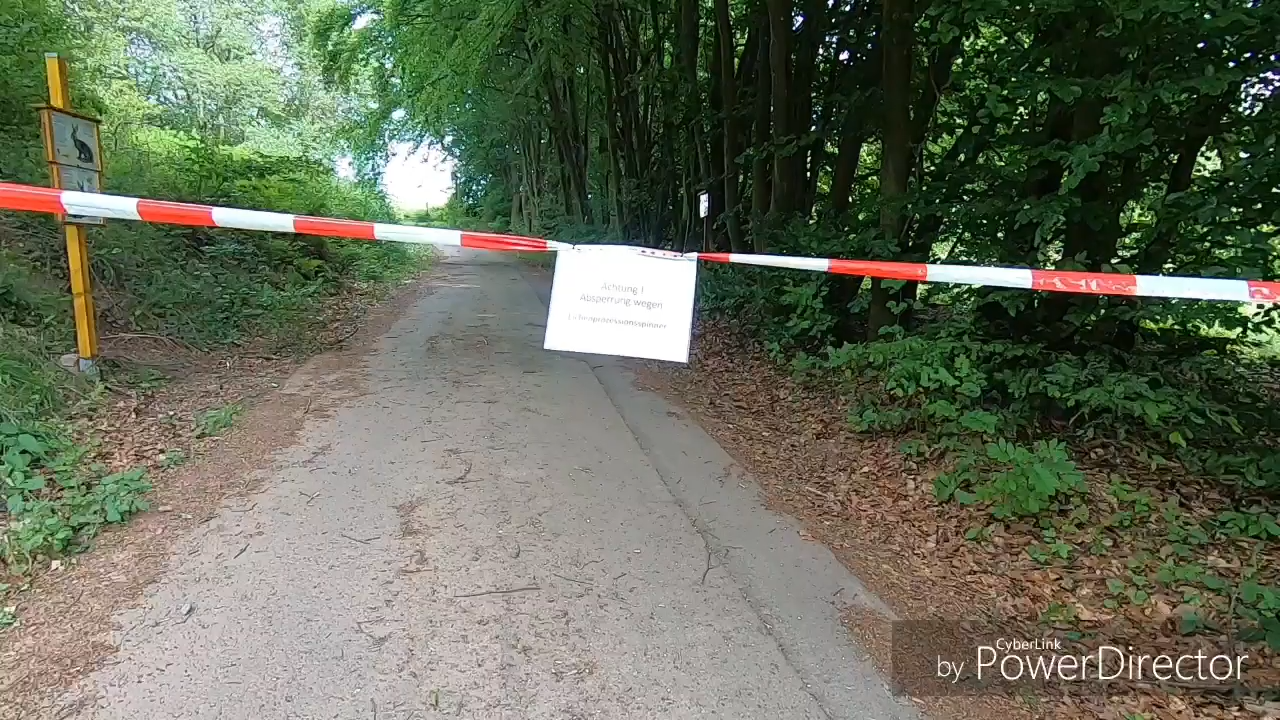 Achtung !
Absperrung wegen
Eichenprozessionsspinner
CyberLink
by PowerDirector